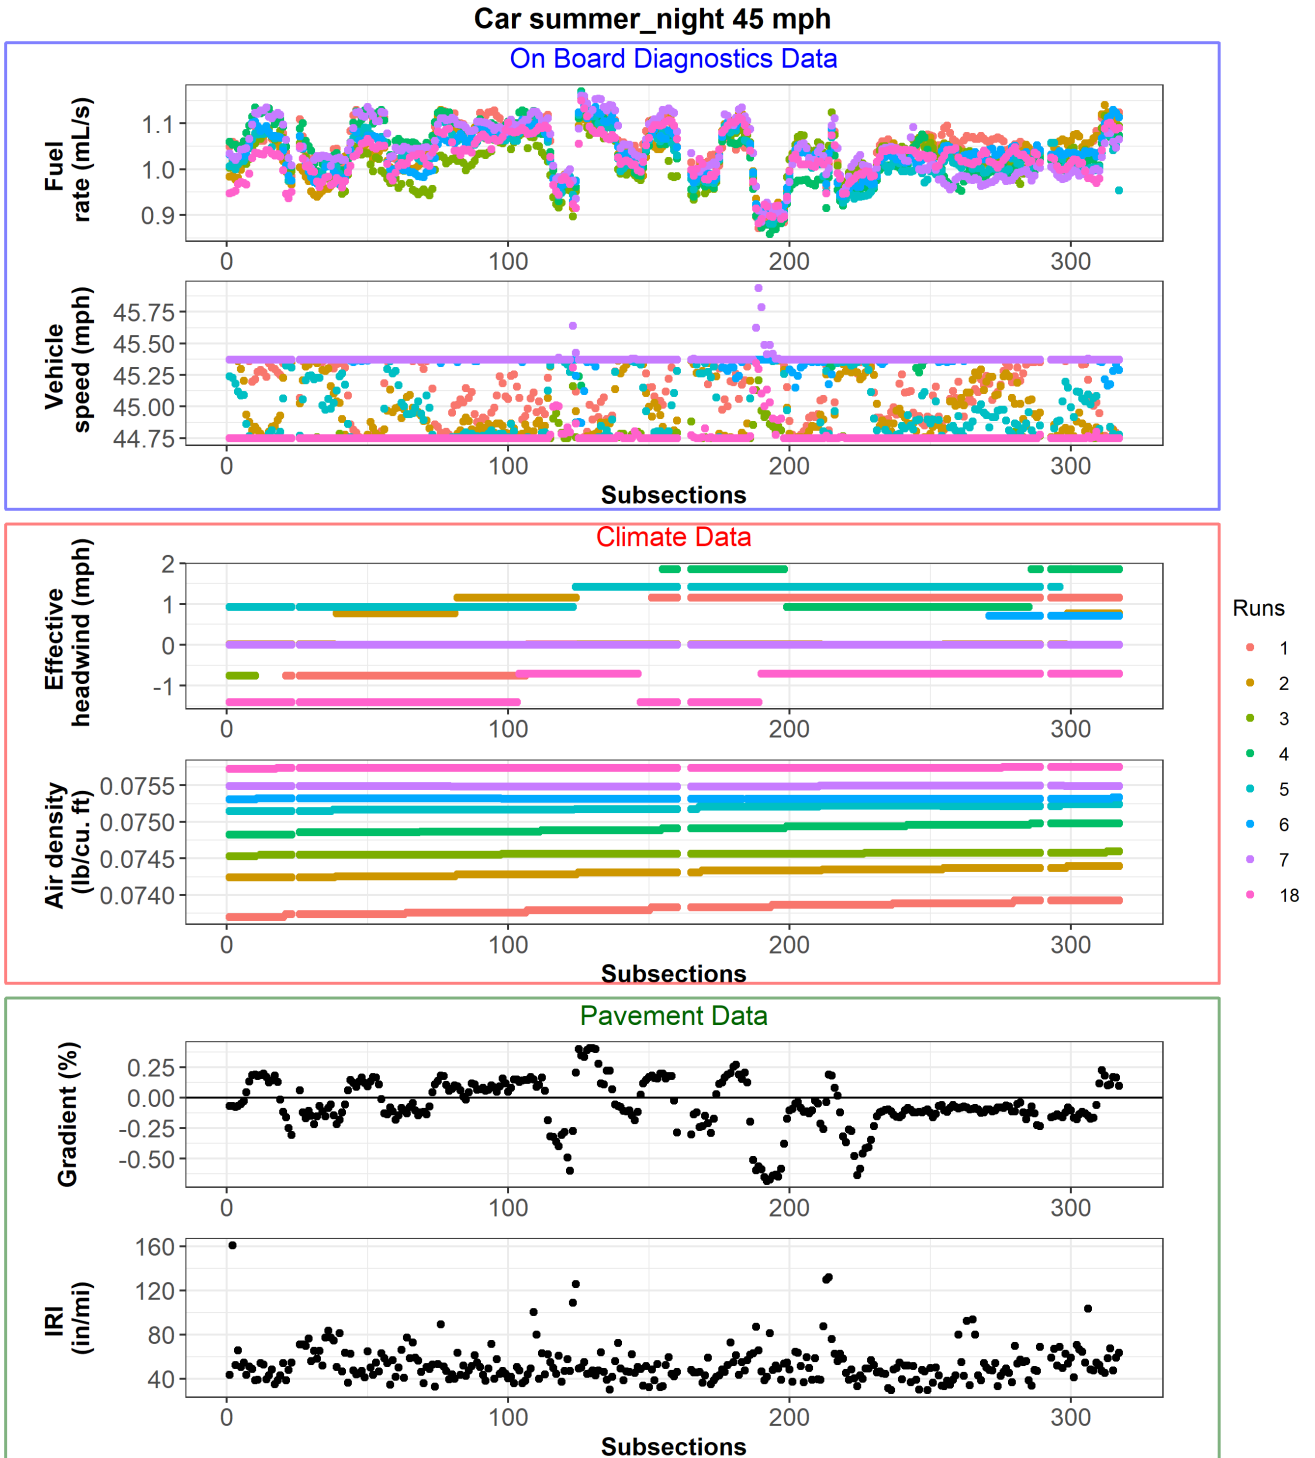 Car summer_night 45 mph
On Board Diagnostics Data
Fuel
rate (mL/s)
1.1
1.0
0.9
0 100 200 300
Vehicle
speed (mph)
45.75
45.50
45.25
45.00
44.75
0 100 200 300
Subsections
Climate Data
Effective
headwind (mph)
2
1
0
-1
0 100 200 300
Air density
(lb/cu. ft)
0.0755
0.0750
0.0745
0.0740
0 100 200 300
Subsections
Runs
1
2
3
4
5
6
7
18
Pavement Data
Gradient (%)
0.25
0.00
-0.25
-0.50
0 100 200 300
IRI
(in/mi)
160
120
80
40
0 100 200 300
Subsections